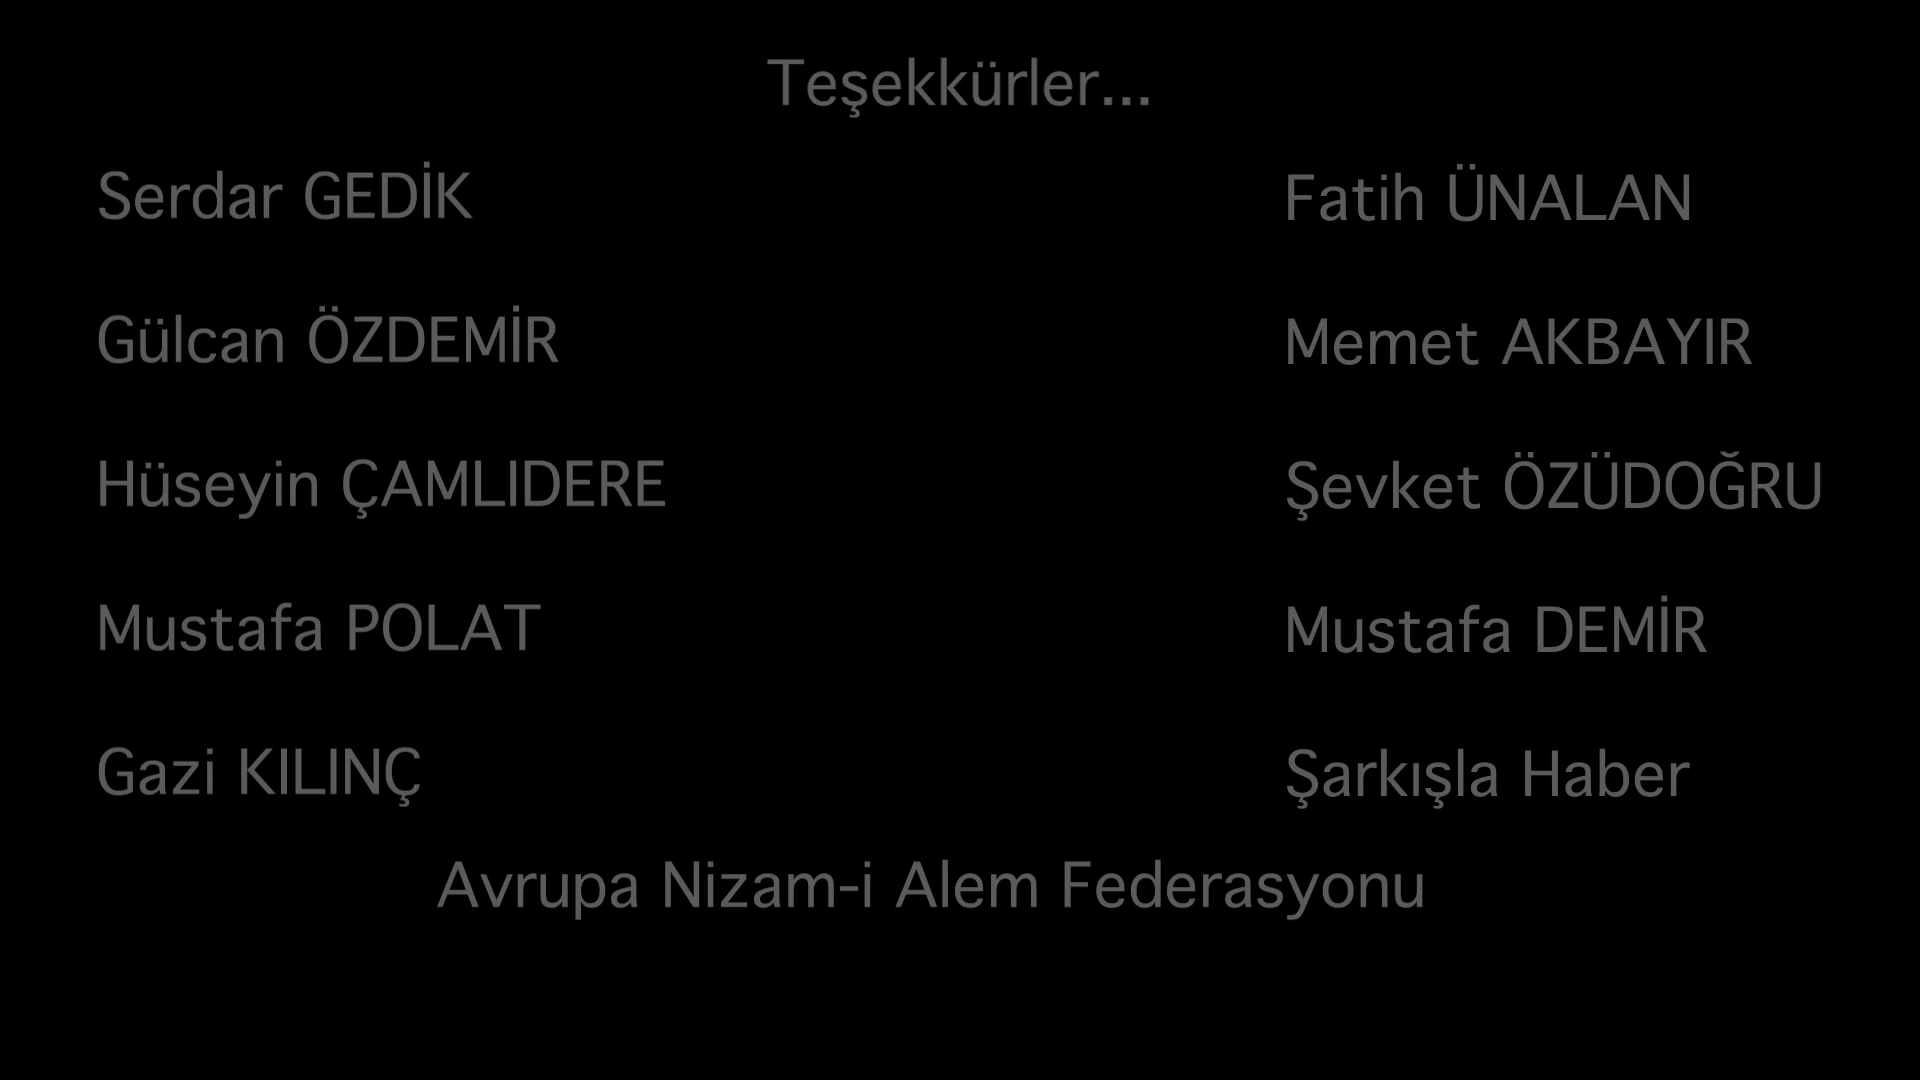 Teşekkürler...
Serdar GEDİK
Fatih ÜNALAN
Gülcan ÖZDEMİR
Memet AKBAYIR
Hüseyin ÇAMLIDERE
Şevket ÖZÜDOĞRU
Mustafa POLAT
Mustafa DEMİR
Gazi KILINÇ
Şarkışla Haber
Avrupa Nizam-i Alem Federasyonu